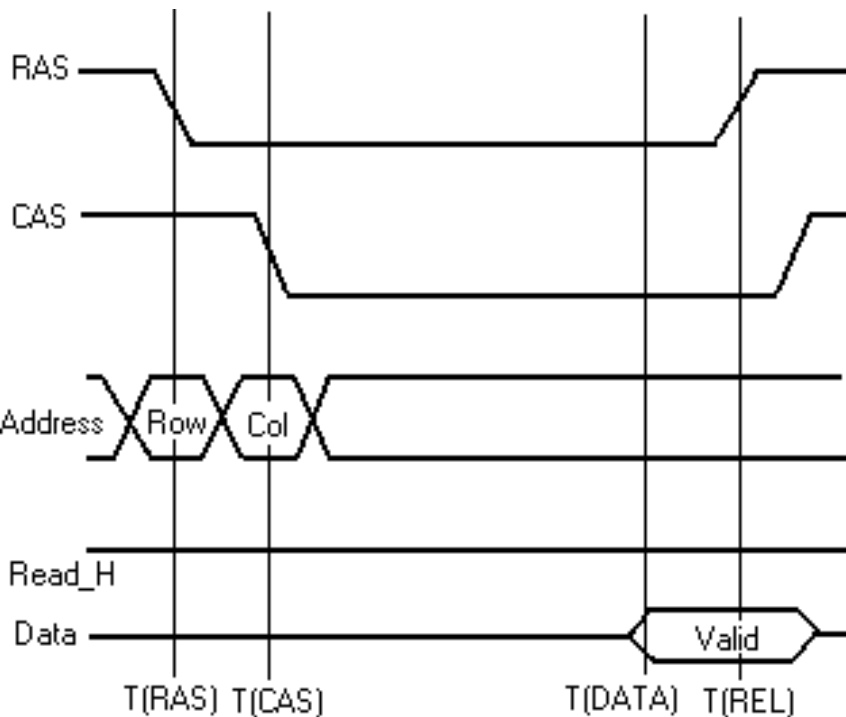 RAS
CAS
Address Row Col
Read_H
Data Valid
T(RAS) T(CAS) T(DATA) T(REL)